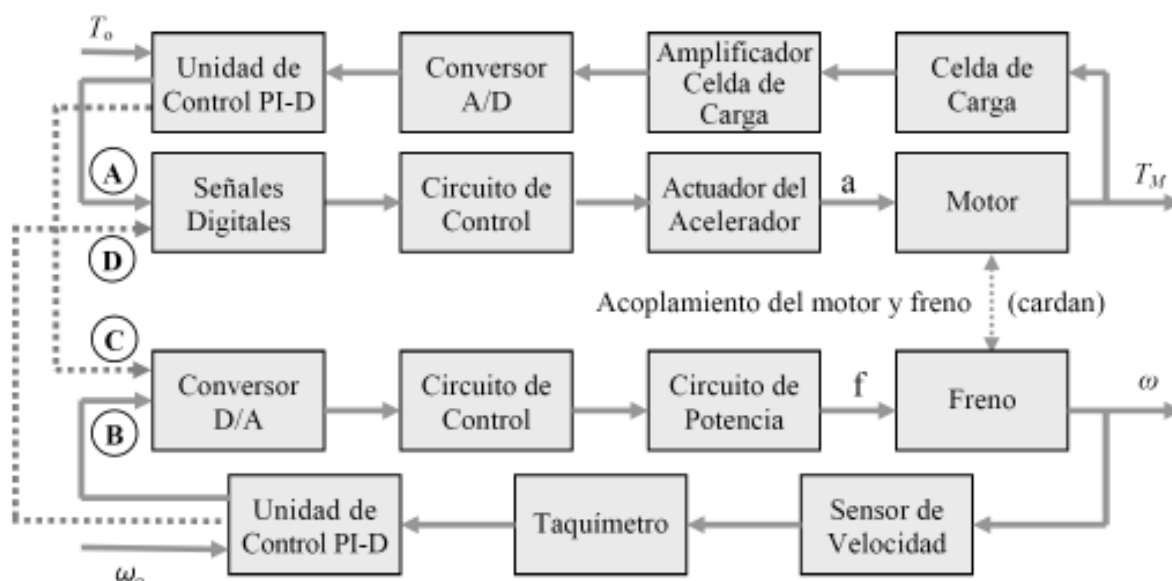 T₀
Unidad de
Control PI-D
Conversor
A/D
Amplificador
Celda de
Carga
Celda de
Carga
A
Señales
Digitales
Circuito de
Control
Actuador del
Acelerador
a
Motor
T_M
D
Acoplamiento del motor y freno (cardan)
C
Conversor
D/A
Circuito de
Control
Circuito de
Potencia
f
Freno
ω
B
Unidad de
Control PI-D
Taquímetro
Sensor de
Velocidad
ω₀